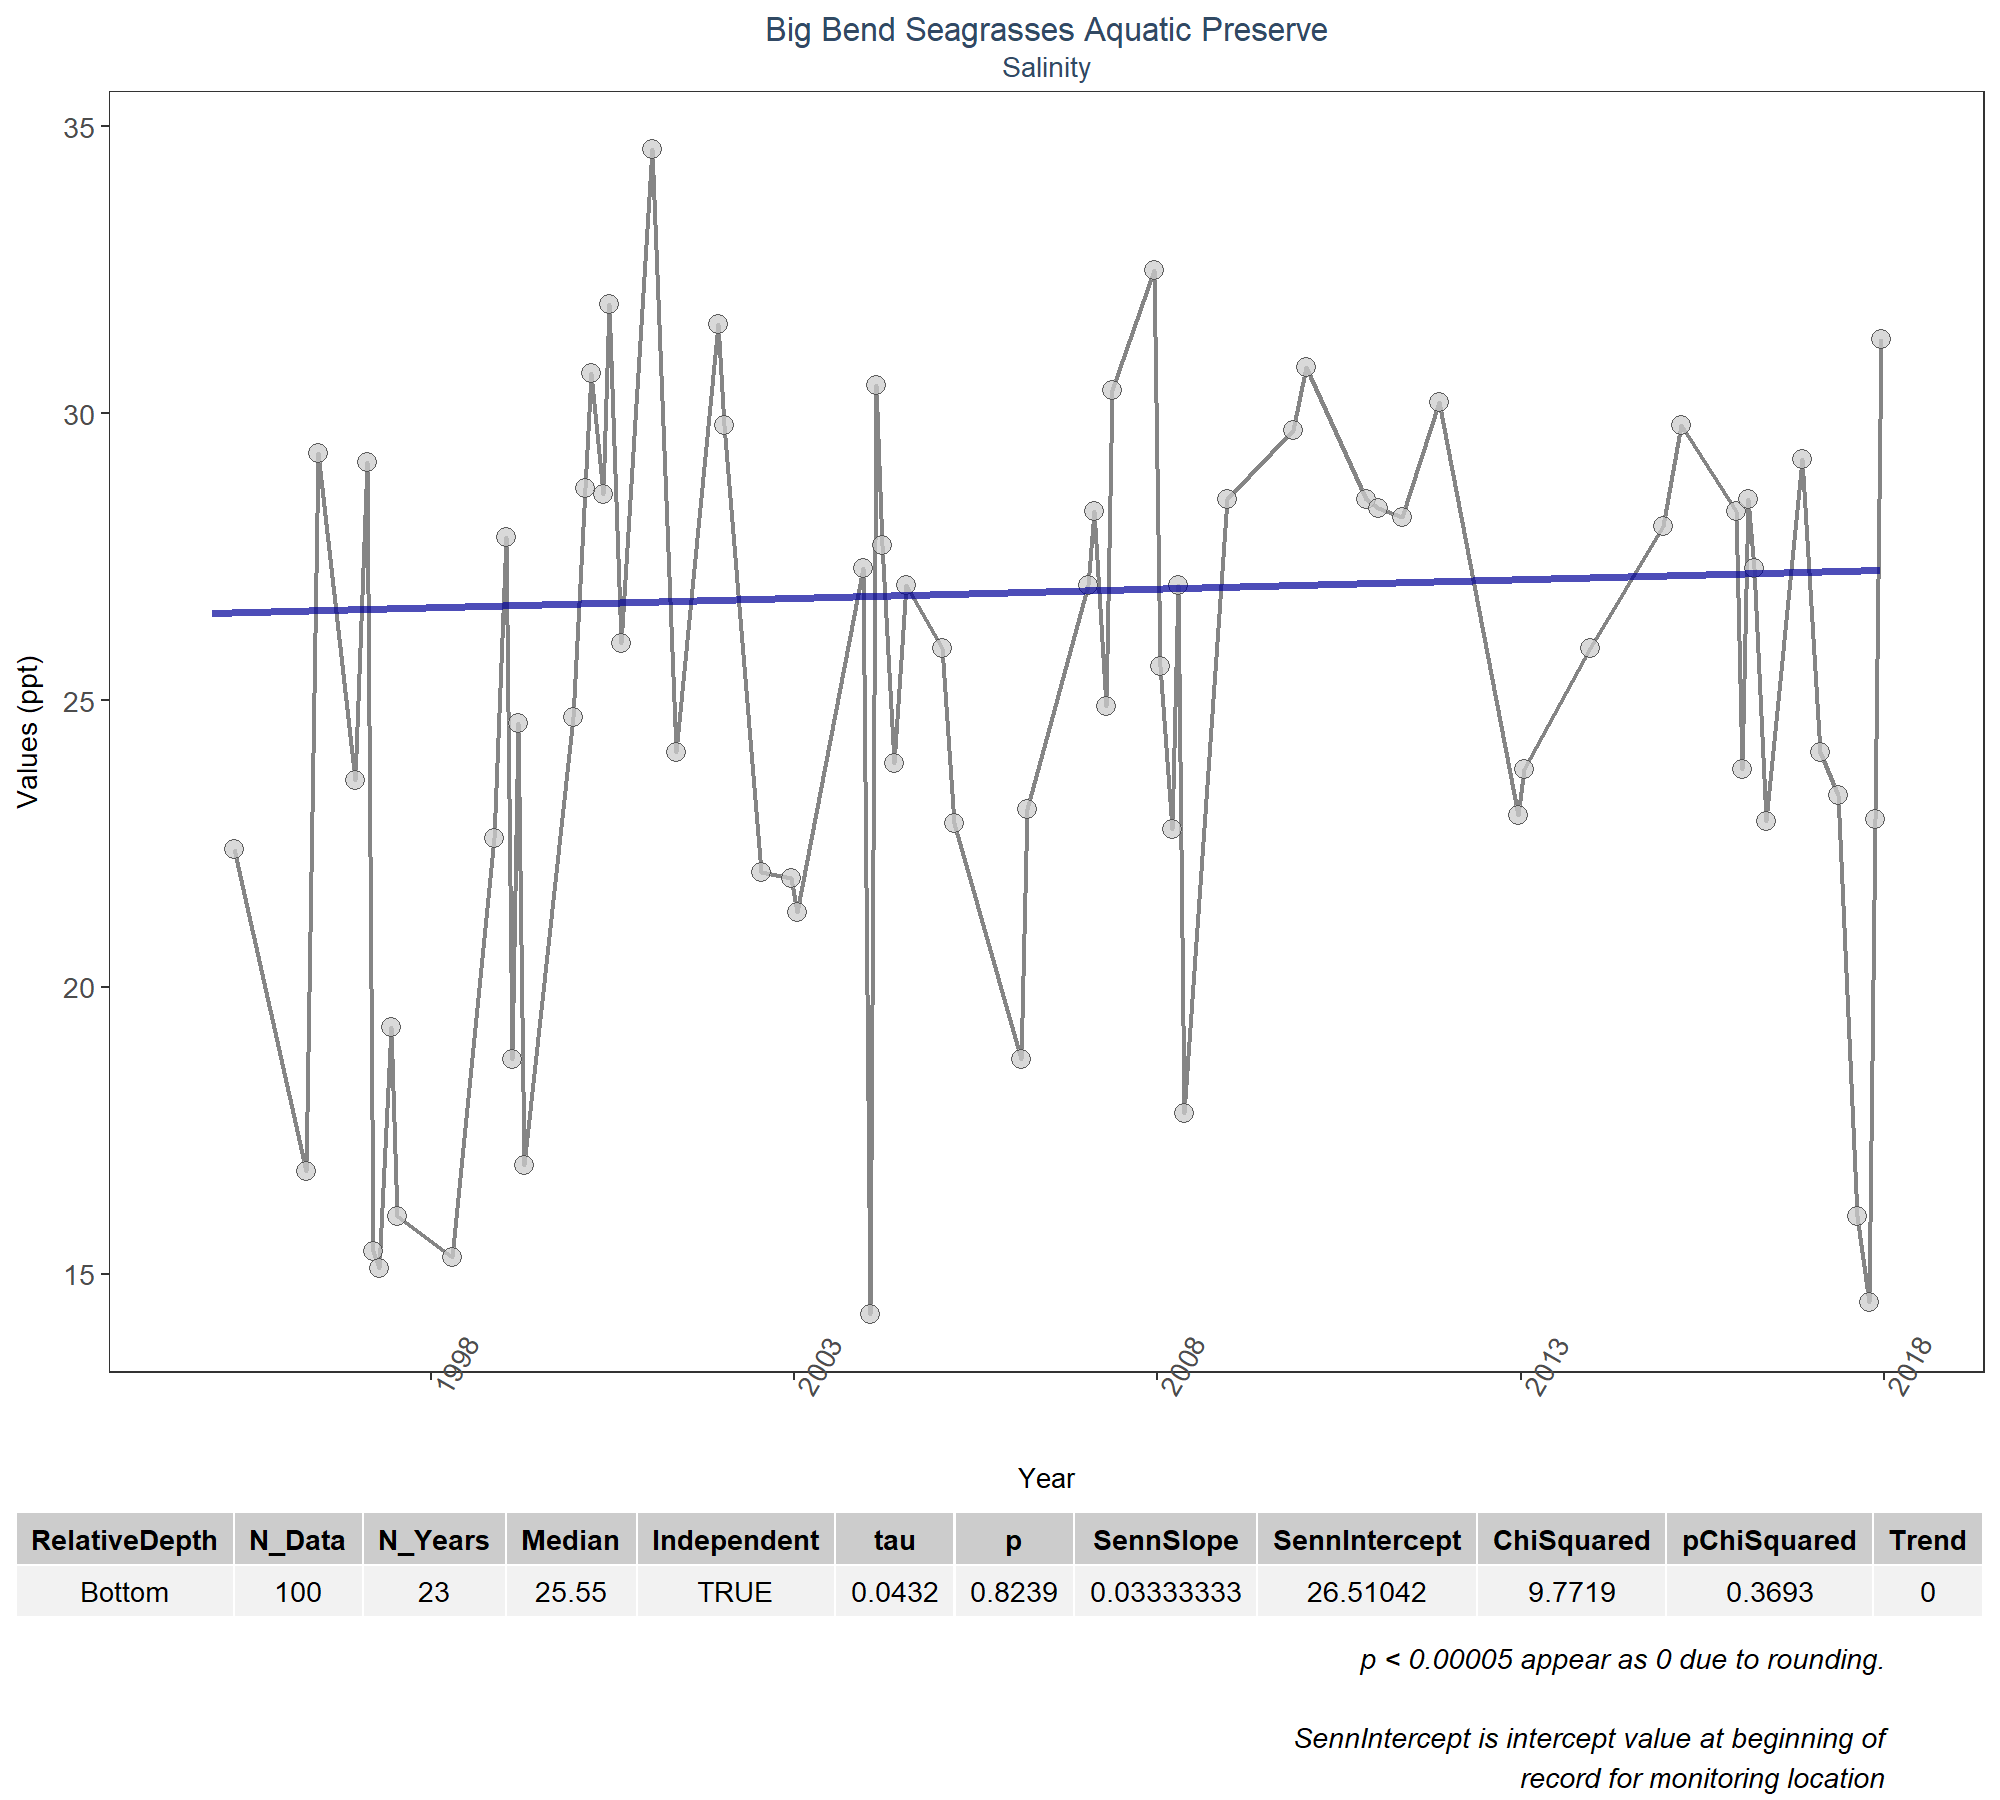 Big Bend Seagrasses Aquatic Preserve
Salinity
35
30
25
20
15
Values (ppt)
1998
2003
2008
2013
2018
Year
RelativeDepth N_Data N_Years Median Independent tau p SennSlope SennIntercept ChiSquared pChiSquared Trend
Bottom 100 23 25.55 TRUE 0.0432 0.8239 0.03333333 26.51042 9.7719 0.3693 0
p < 0.00005 appear as 0 due to rounding.
SennIntercept is intercept value at beginning of
record for monitoring location